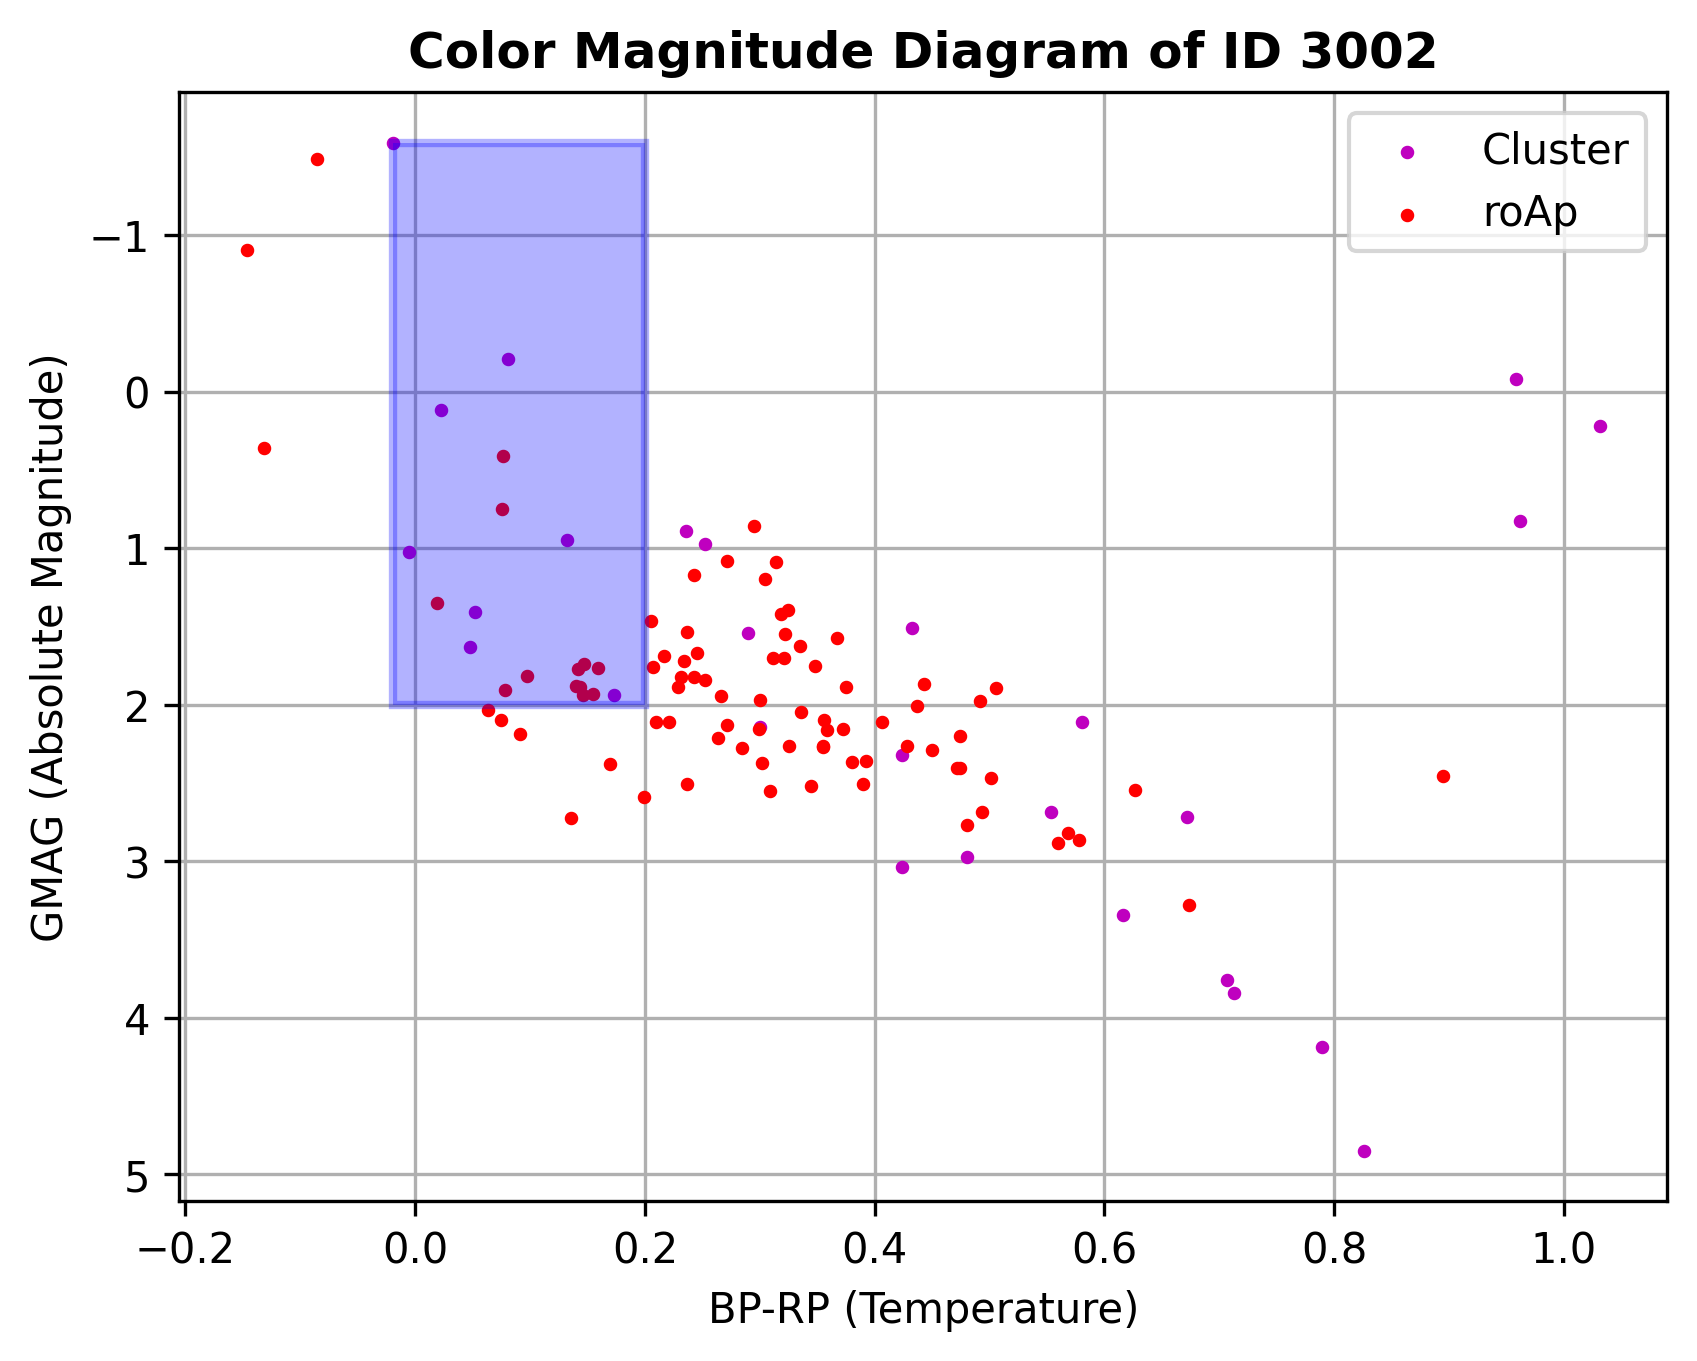 Color Magnitude Diagram of ID 3002
Cluster
roAp
GMAG (Absolute Magnitude)
−1
0
1
2
3
4
5
−0.2
0.0
0.2
0.4
0.6
0.8
1.0
BP-RP (Temperature)